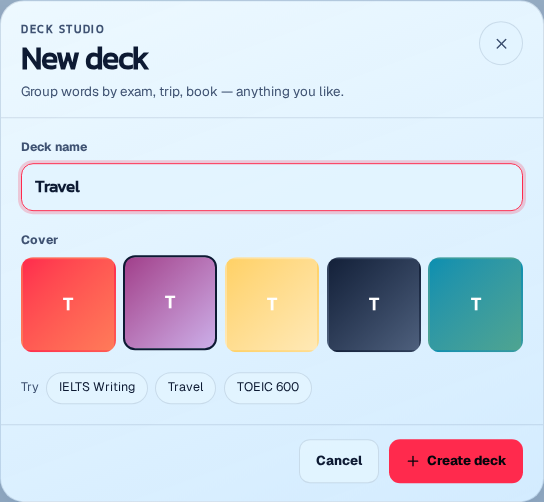 DECK STUDIO
New deck
Group words by exam, trip, book — anything you like.
Deck name
Travel
Cover
T T T T T
Try IELTS Writing Travel TOEIC 600
Cancel + Create deck